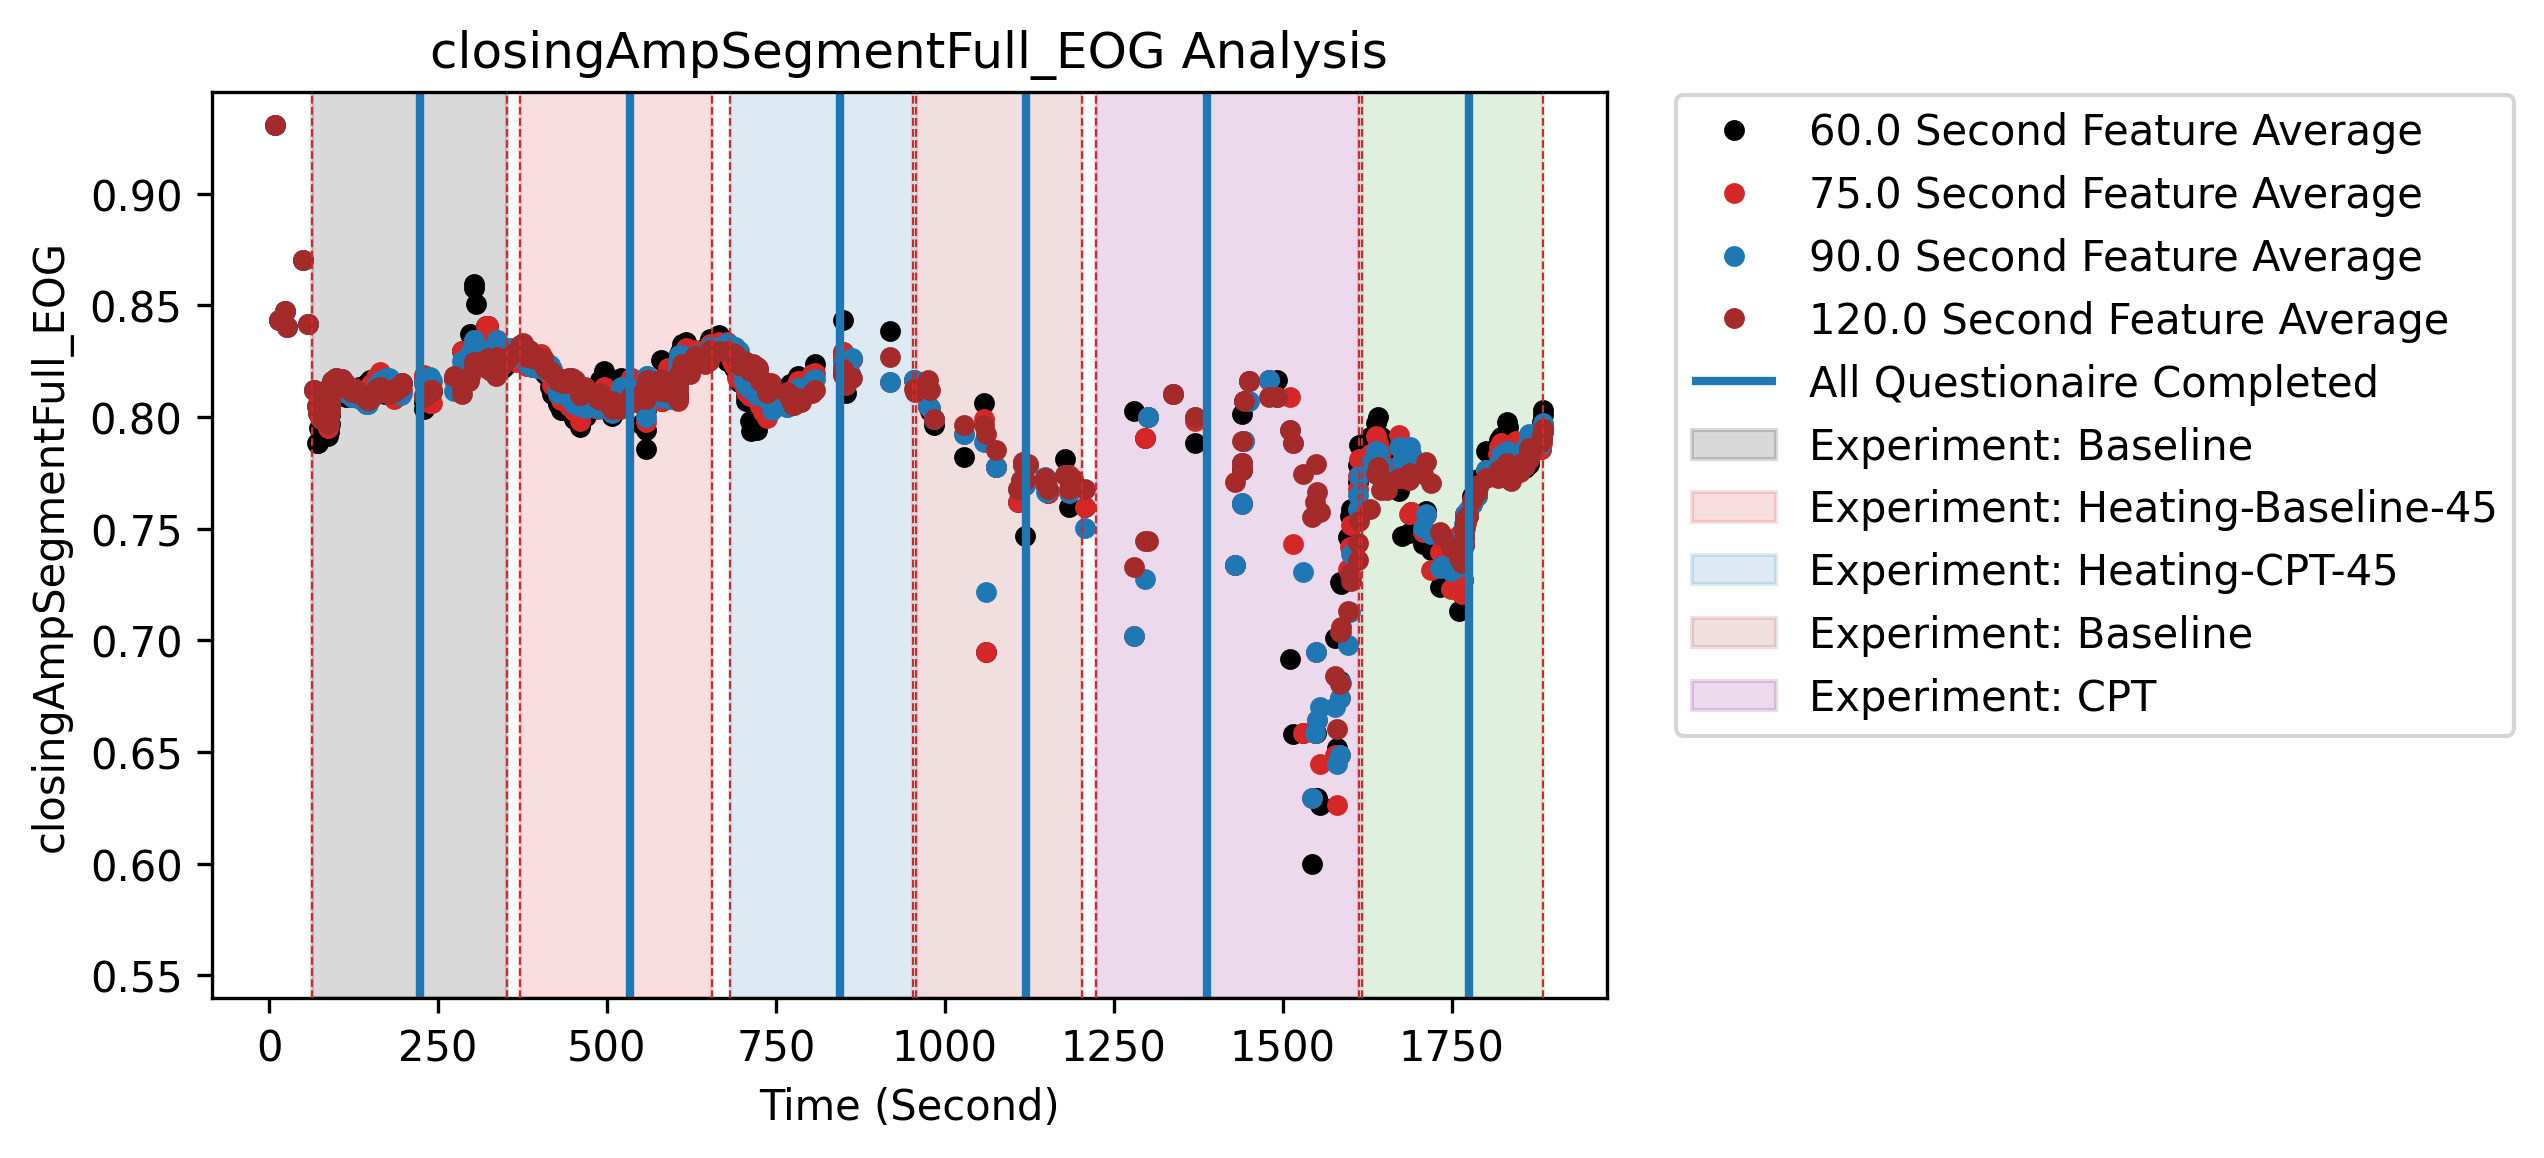 closingAmpSegmentFull_EOG Analysis
closingAmpSegmentFull_EOG
0.90
0.85
0.80
0.75
0.70
0.65
0.60
0.55
0
250
500
750
1000
1250
1500
1750
Time (Second)
60.0 Second Feature Average
75.0 Second Feature Average
90.0 Second Feature Average
120.0 Second Feature Average
All Questionaire Completed
Experiment: Baseline
Experiment: Heating-Baseline-45
Experiment: Heating-CPT-45
Experiment: Baseline
Experiment: CPT